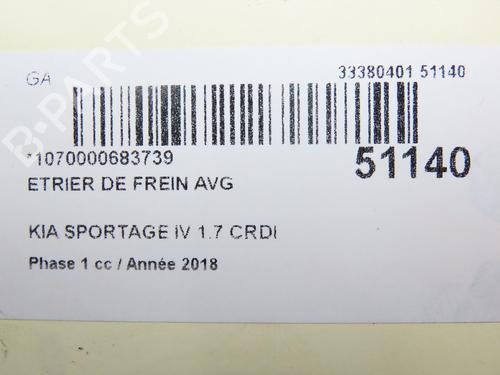 GA 33380401 51140
*1070000683739 51140
ETRIER DE FREIN AVG
KIA SPORTAGE IV 1.7 CRDI
Phase 1 cc / Année 2018
B-PARTS